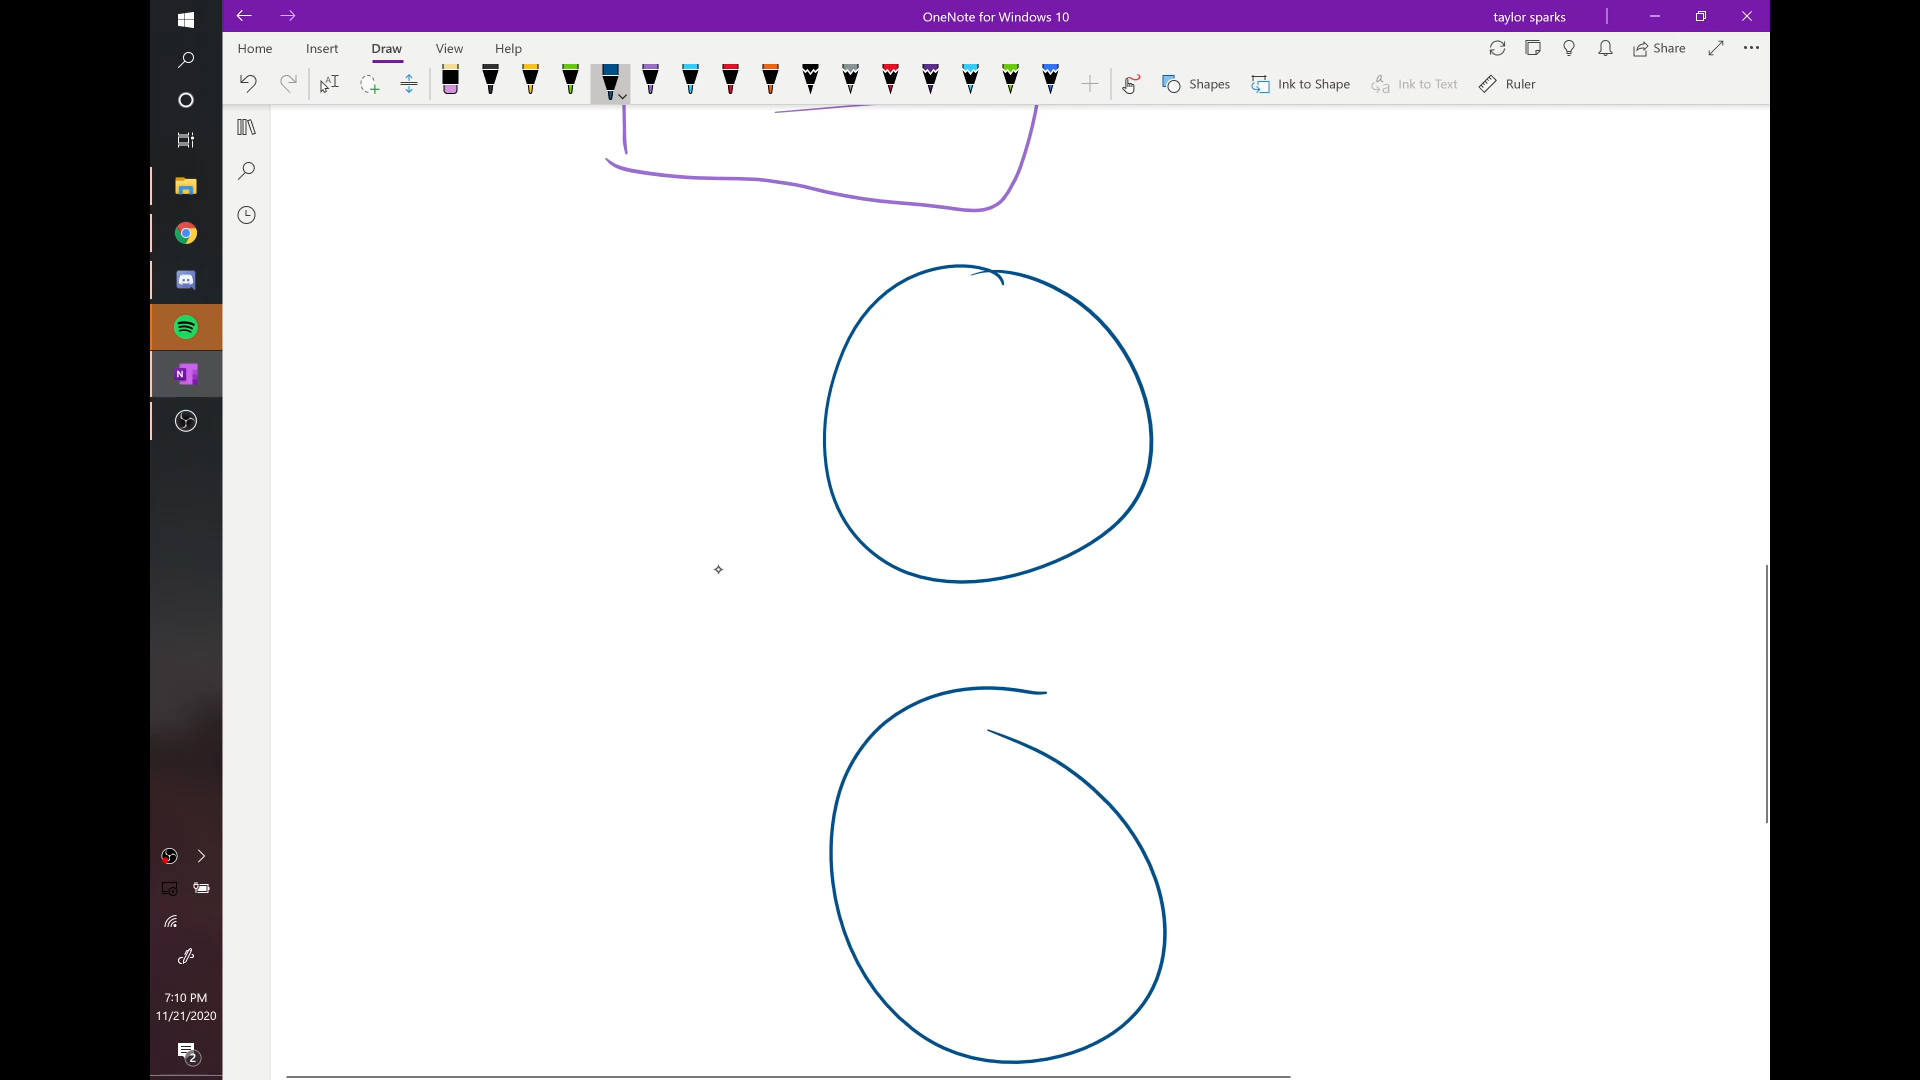 OneNote for Windows 10
taylor sparks
Home Insert Draw View Help
Share
Shapes
Ink to Shape
Ink to Text
Ruler
N
7:10 PM
11/21/2020
2